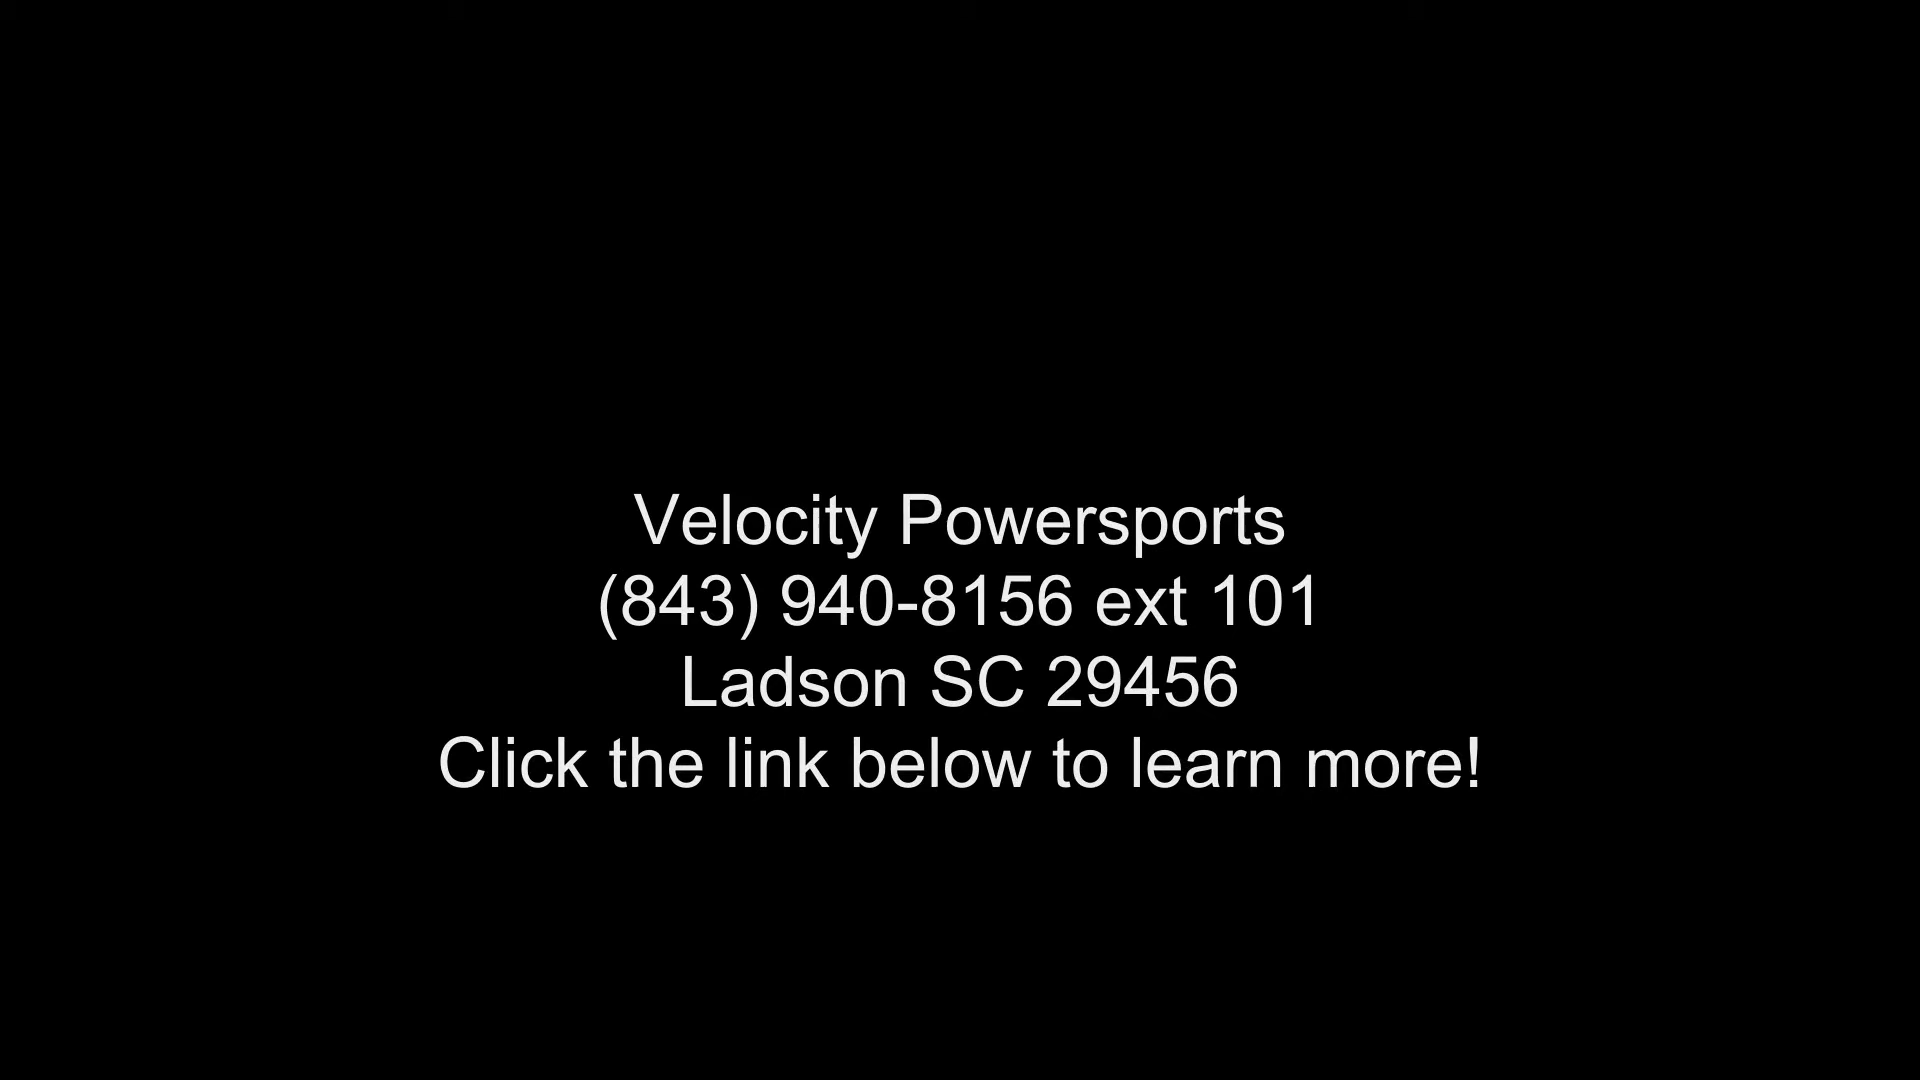 Velocity Powersports
(843) 940-8156 ext 101
Ladson SC 29456
Click the link below to learn more!